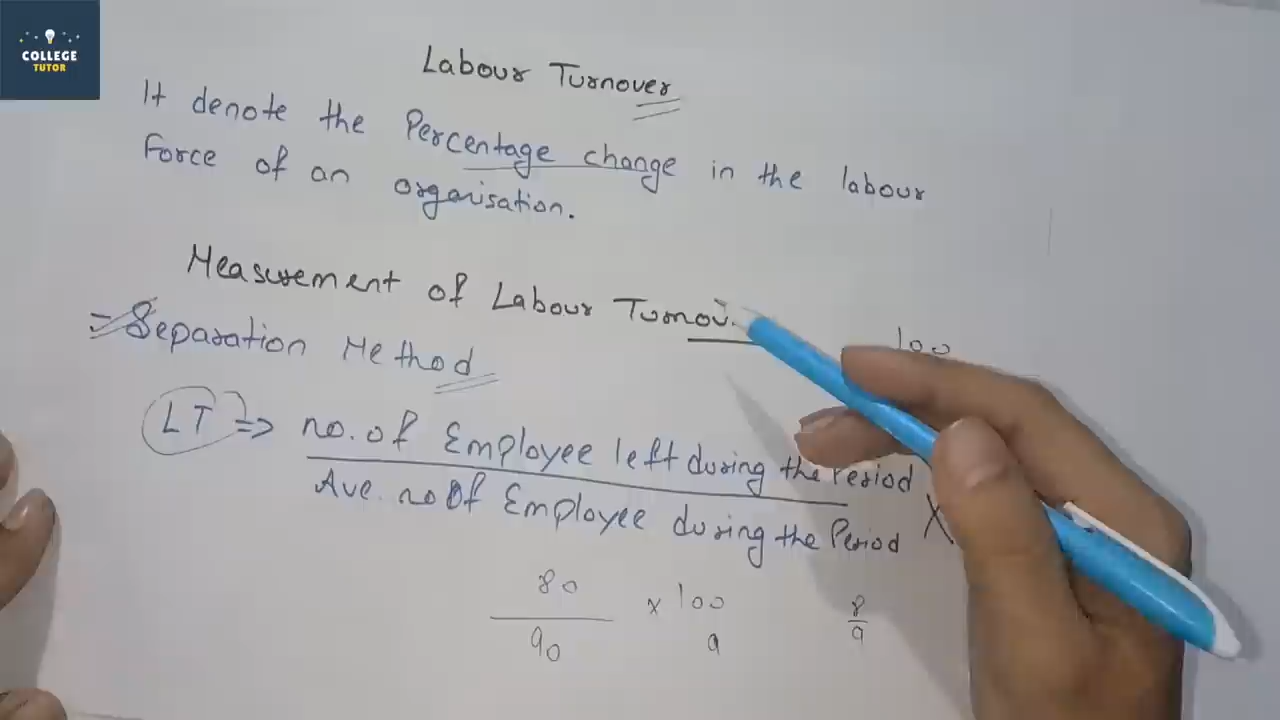 COLLEGE
TUTOR
Labour Turnover
It denote the Percentage change in the labour
Force of an organisation.
Measurement of Labour
100
= Separation Method
LT => no. of Employee left during the Period
Ave. no of Employee during the Period X
80 x 100 8
90 9 9